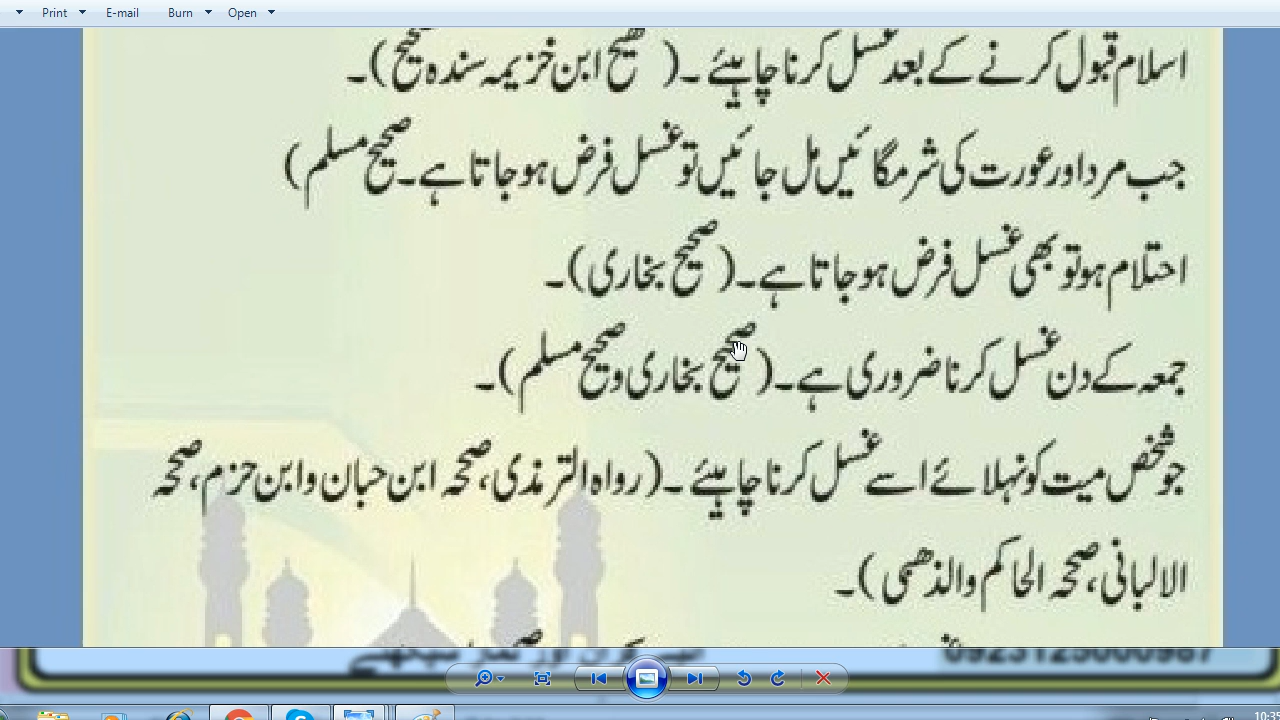 Print E-mail Burn Open
اسلام قبول کرنے کے بعد غسل کرنا چاہیئے ۔( صحیح ابن خزیمہ سندہ صحیح )۔
جب مرد اور عورت کی شرمگائیں مل جائیں تو غسل فرض ہو جاتا ہے ۔صحیح مسلم )
احتلام ہو تو بھی غسل فرض ہو جاتا ہے ۔( صحیح بخاری )۔
جمعہ کے دن غسل کرنا ضروری ہے ۔( صحیح بخاری و صحیح مسلم )۔
جو شخص میت کو نہلائے اسے غسل کرنا چاہیئے ۔( رواہ الترمذی، صححہ ابن حبان وابن حزم، صححہ
الالبانی، صححہ الحاکم والذھبی )۔
0923125000987